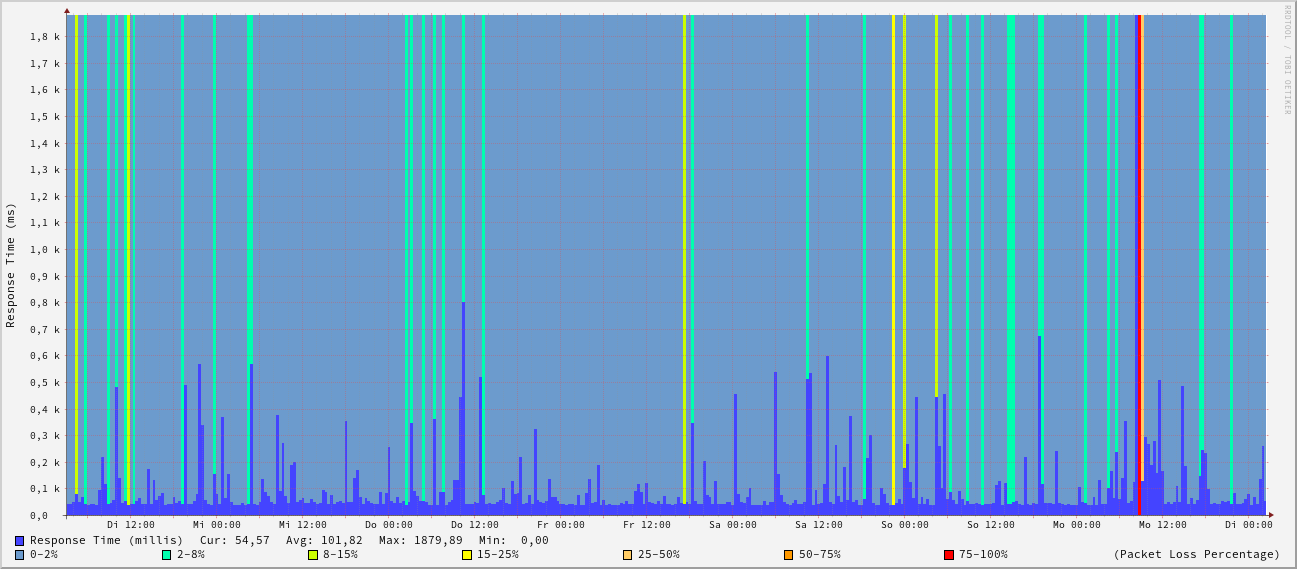 RRDTOOL / TOBI OETIKER
Response Time (ms)
1,8 k
1,7 k
1,6 k
1,5 k
1,4 k
1,3 k
1,2 k
1,1 k
1,0 k
0,9 k
0,8 k
0,7 k
0,6 k
0,5 k
0,4 k
0,3 k
0,2 k
0,1 k
0,0
Di 12:00 Mi 00:00 Mi 12:00 Do 00:00 Do 12:00 Fr 00:00 Fr 12:00 Sa 00:00 Sa 12:00 So 00:00 So 12:00 Mo 00:00 Mo 12:00 Di 00:00
Response Time (millis) Cur: 54,57 Avg: 101,82 Max: 1879,89 Min: 0,00
0-2% 2-8% 8-15% 15-25% 25-50% 50-75% 75-100% (Packet Loss Percentage)